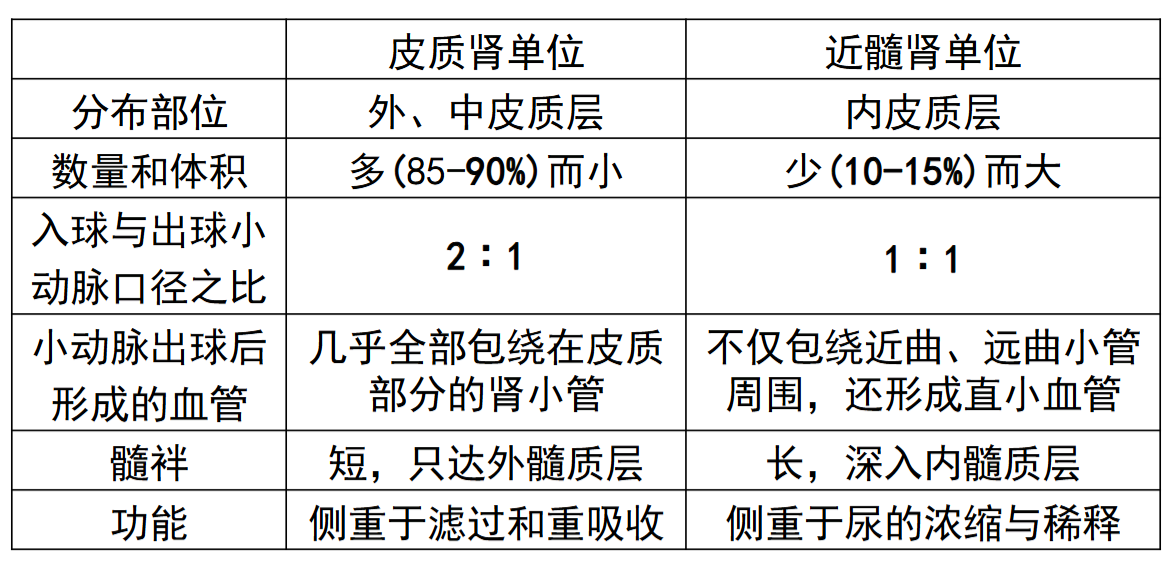 皮质肾单位 近髓肾单位
分布部位 外、中皮质层 内皮质层
数量和体积 多(85-90%)而小 少(10-15%)而大
入球与出球小
动脉口径之比
2：1 1：1
小动脉出球后
形成的血管
几乎全部包绕在皮质
部分的肾小管
不仅包绕近曲、远曲小管
周围，还形成直小血管
髓袢 短，只达外髓质层 长，深入内髓质层
功能 侧重于滤过和重吸收 侧重于尿的浓缩与稀释